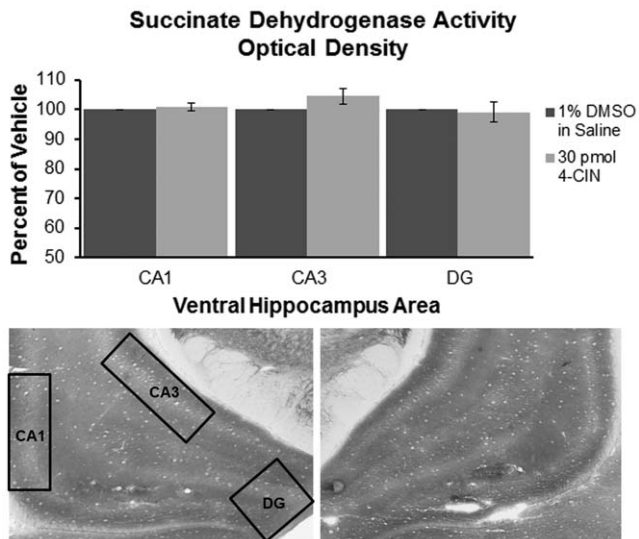 Succinate Dehydrogenase Activity
Optical Density
Percent of Vehicle
110
100
90
80
70
60
50
CA1
CA3
DG
Ventral Hippocampus Area
1% DMSO
in Saline
30 pmol
4-CIN
CA3
CA1
DG